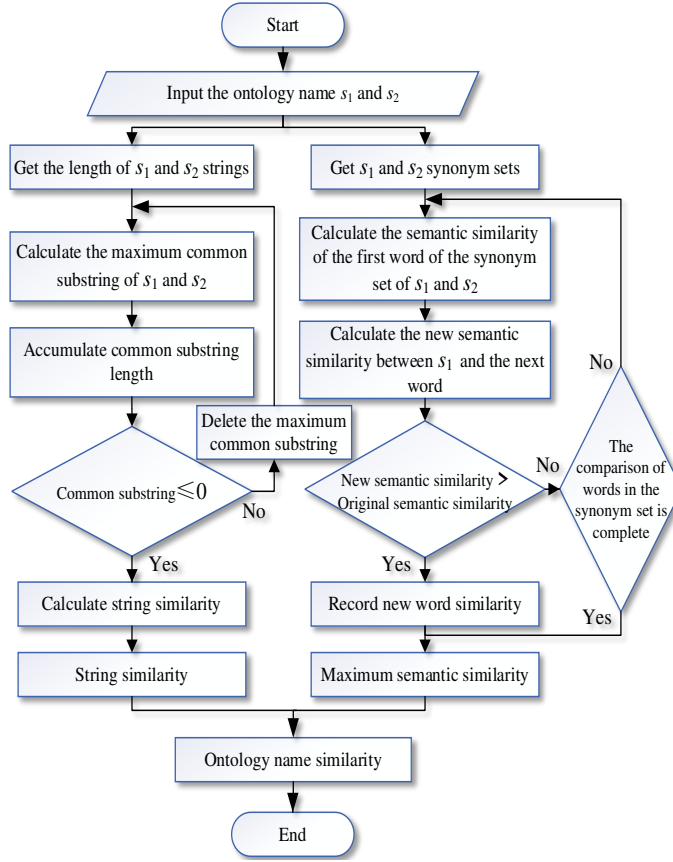 Start
Input the ontology name s1 and s2
Get the length of s1 and s2 strings
Get s1 and s2 synonym sets
Calculate the maximum common
substring of s1 and s2
Calculate the semantic similarity
of the first word of the synonym
set of s1 and s2
Accumulate common substring
length
Calculate the new semantic
similarity between s1 and the next
word
No
Delete the maximum
common substring
Common substring≤0
No
New semantic similarity >
Original semantic similarity
No
The
comparison of
words in the
synonym set is
complete
Yes
Yes
Yes
Calculate string similarity
Record new word similarity
String similarity
Maximum semantic similarity
Ontology name similarity
End